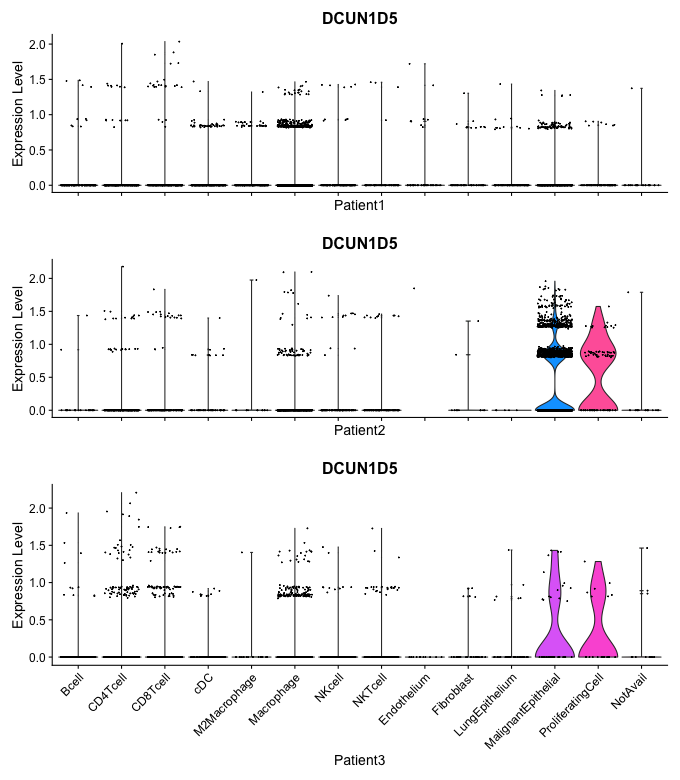 DCUN1D5
Expression Level
2.0
1.5
1.0
0.5
0.0
Patient1
DCUN1D5
Expression Level
2.0
1.5
1.0
0.5
0.0
Patient2
DCUN1D5
Expression Level
2.0
1.5
1.0
0.5
0.0
Bcell
CD4Tcell
CD8Tcell
cDC
M2Macrophage
Macrophage
NKcell
NKTcell
Endothelium
Fibroblast
LungEpithelium
MalignantEpithelial
ProliferatingCell
NotAvail
Patient3